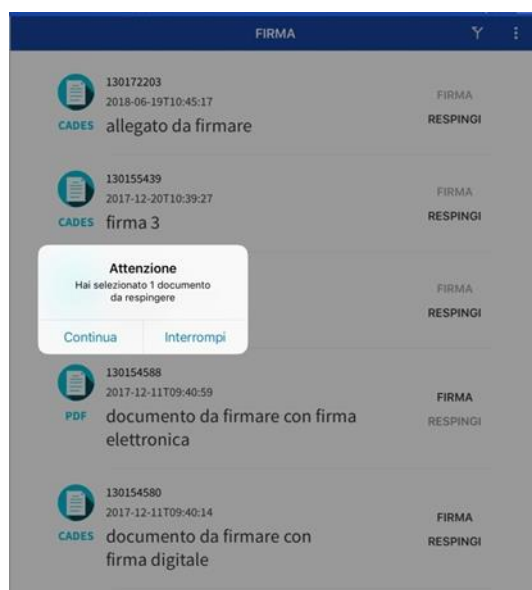 FIRMA
130172203
2018-06-19T10:45:17
FIRMA
CADES
allegato da firmare
RESPINGI
130155439
2017-12-20T10:39:27
FIRMA
CADES
firma 3
RESPINGI
Attenzione
Hai selezionato 1 documento
da respingere
Continua
Interrompi
FIRMA
RESPINGI
130154588
2017-12-11T09:40:59
FIRMA
PDF
documento da firmare con firma
elettronica
RESPINGI
130154580
2017-12-11T09:40:14
FIRMA
CADES
documento da firmare con
firma digitale
RESPINGI